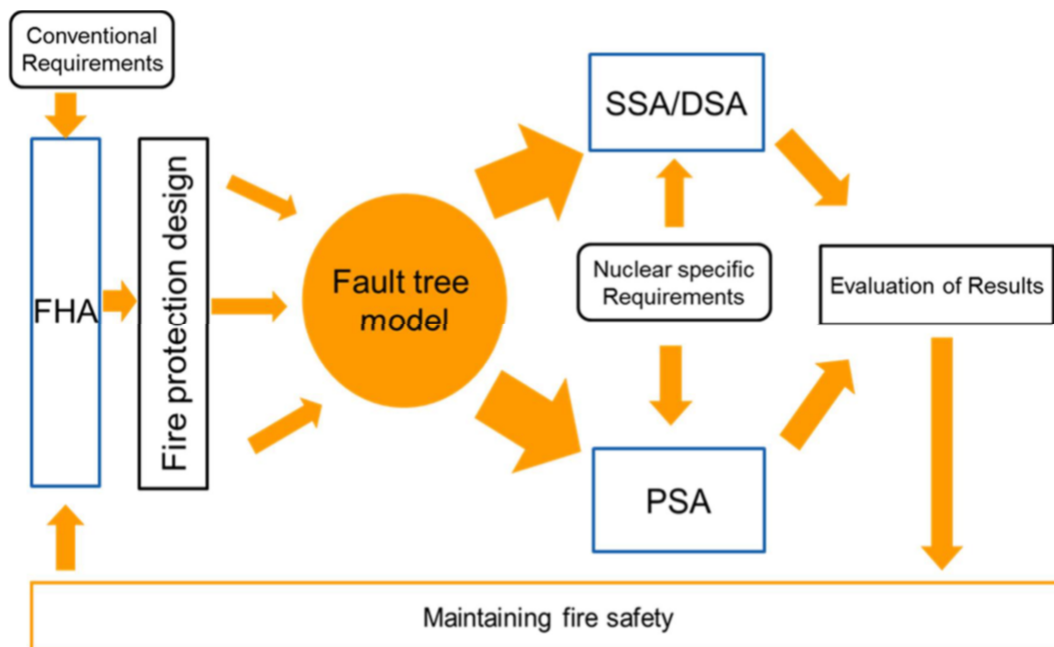 Conventional
Requirements
FHA
Fire protection design
Fault tree
model
SSA/DSA
Nuclear specific
Requirements
PSA
Evaluation of Results
Maintaining fire safety